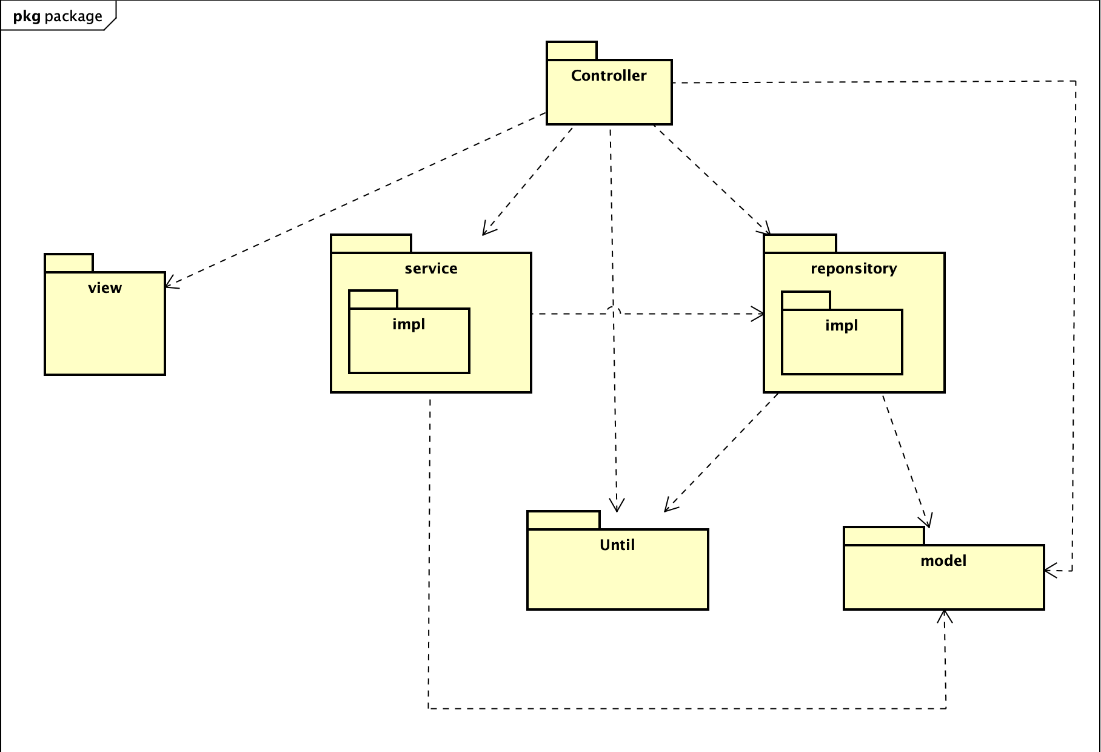 pkg package
Controller
view
service
impl
reponsitory
impl
Until
model